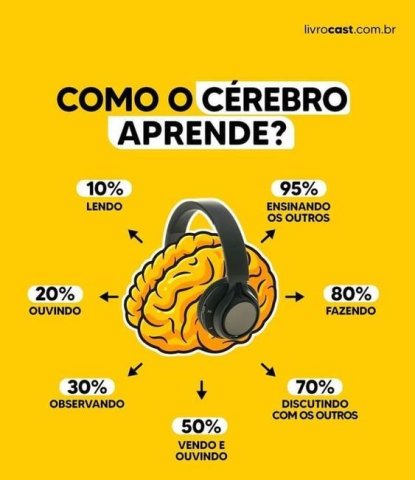 livrocast.com.br
COMO O CÉREBRO
APRENDE?
10%
LENDO
95%
ENSINANDO
OS OUTROS
20%
OUVINDO
80%
FAZENDO
30%
OBSERVANDO
70%
DISCUTINDO
COM OS OUTROS
50%
VENDO E
OUVINDO